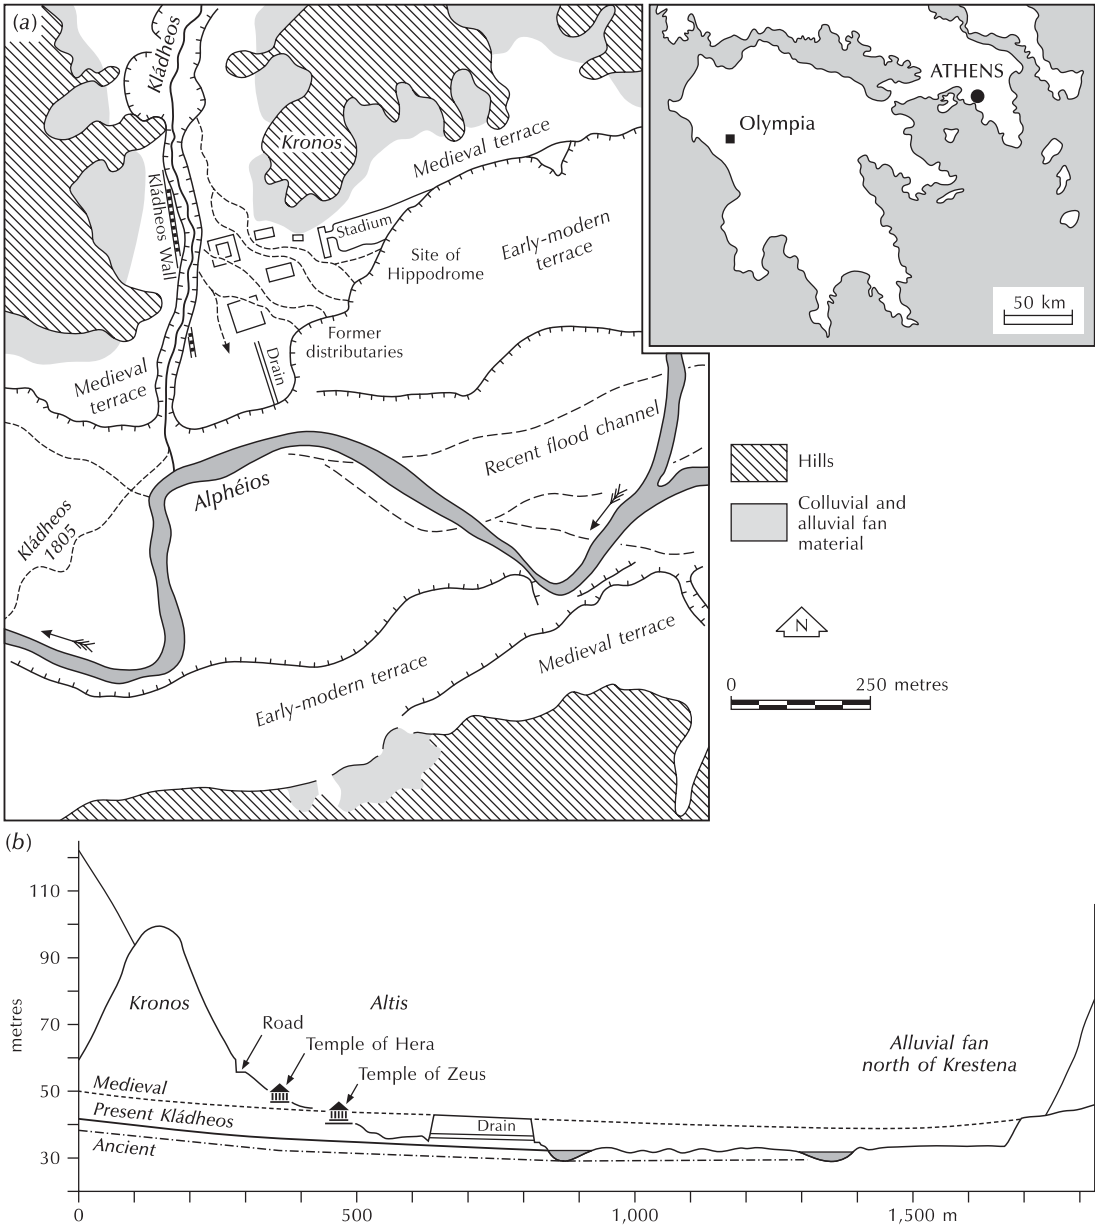 (a)
Kládheos
Kronos
Medieval terrace
Kládheos Wall
Stadium
Early-modern
terrace
Site of
Hippodrome
Former
distributaries
Drain
Medieval
terrace
Recent flood channel
Alphéios
Kládheos
1805
Medieval terrace
Early-modern terrace
ATHENS
Olympia
50 km
Hills
Colluvial and
alluvial fan
material
N
0 250 metres
(b)
metres
110
90
70
50
30
Kronos
Altis
Road
Temple of Hera
Temple of Zeus
Alluvial fan
north of Krestena
Medieval
Present Kládheos
Ancient
Drain
0 500 1,000 1,500 m